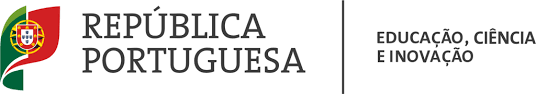 REPÚBLICA
PORTUGUESA
EDUCAÇÃO, CIÊNCIA
E INOVAÇÃO